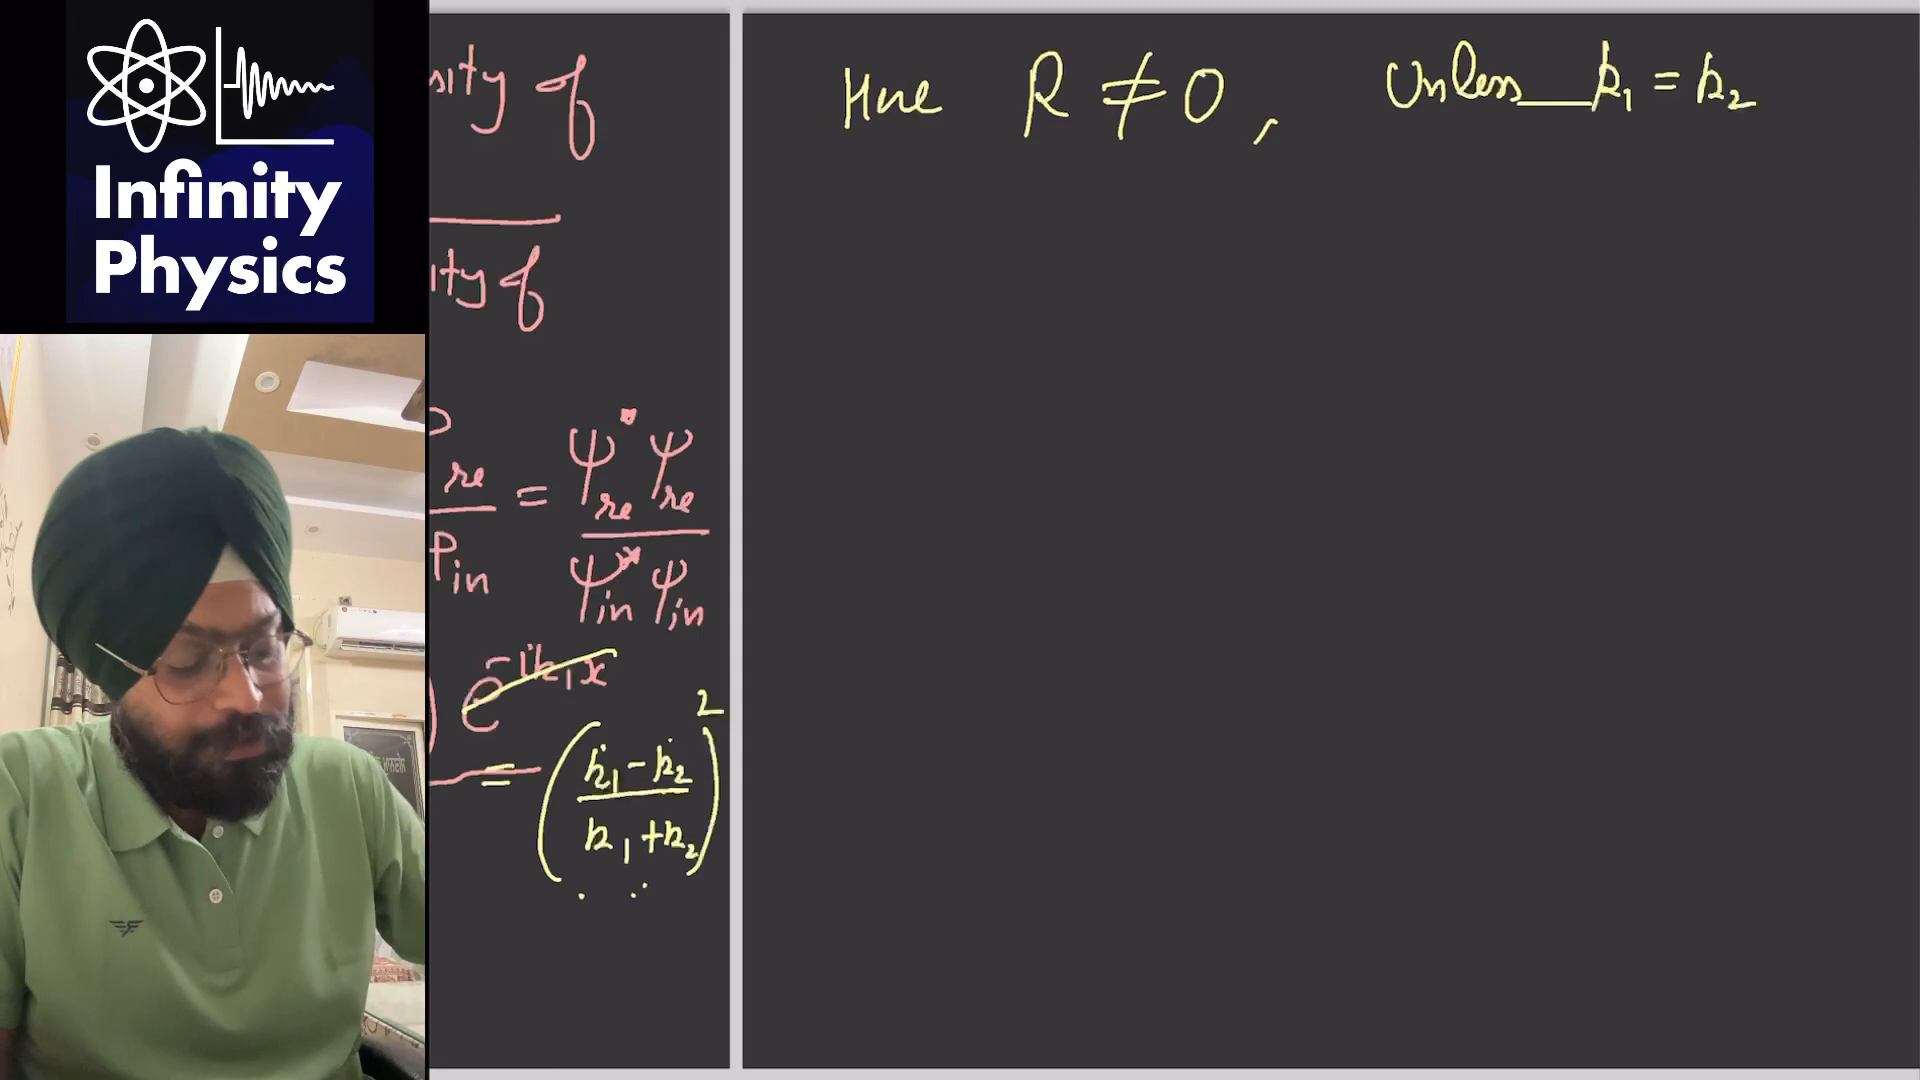 Infinity
Physics
sity of
ity of
re = ψ*re ψre
Pin ψ*in ψin
e^-ik₁x
= (k₁ - k₂ / k₁ + k₂)²
Here R ≠ 0, Unless k₁ = k₂